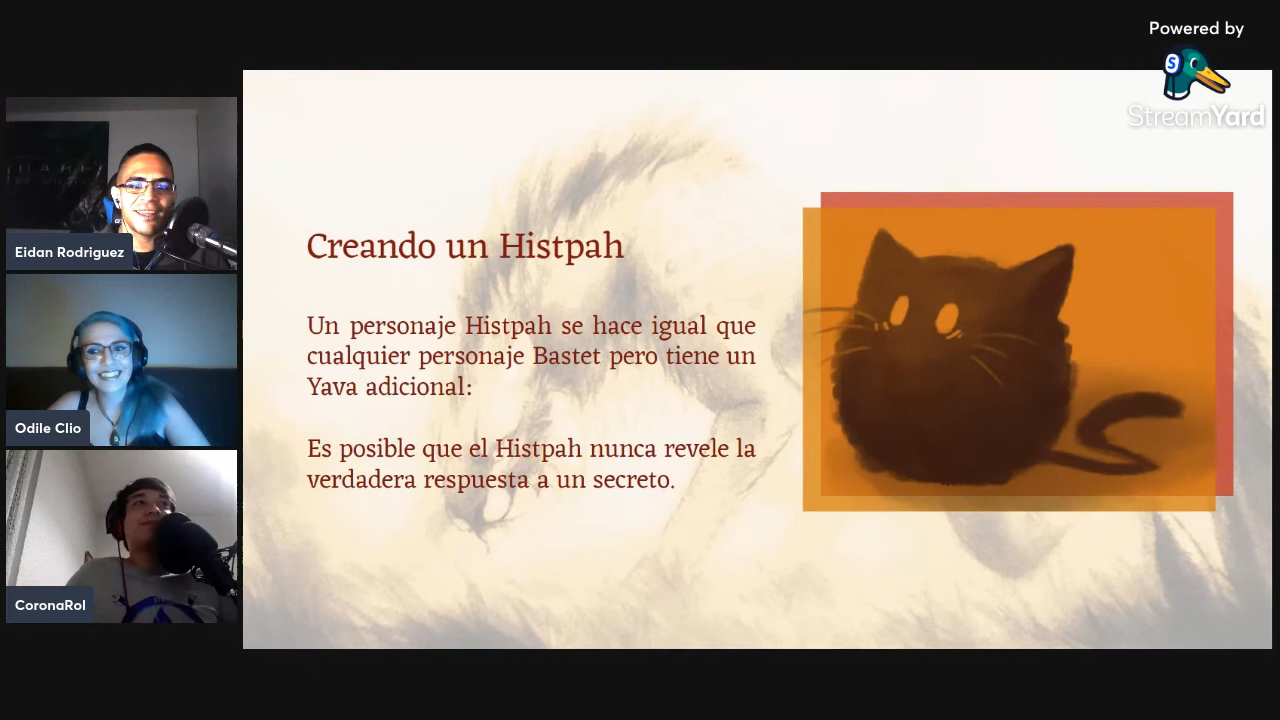 Powered by
StreamYard
Eidan Rodriguez
Odile Clio
CoronaRol
Creando un Histpah
Un personaje Histpah se hace igual que
cualquier personaje Bastet pero tiene un
Yava adicional:
Es posible que el Histpah nunca revele la
verdadera respuesta a un secreto.